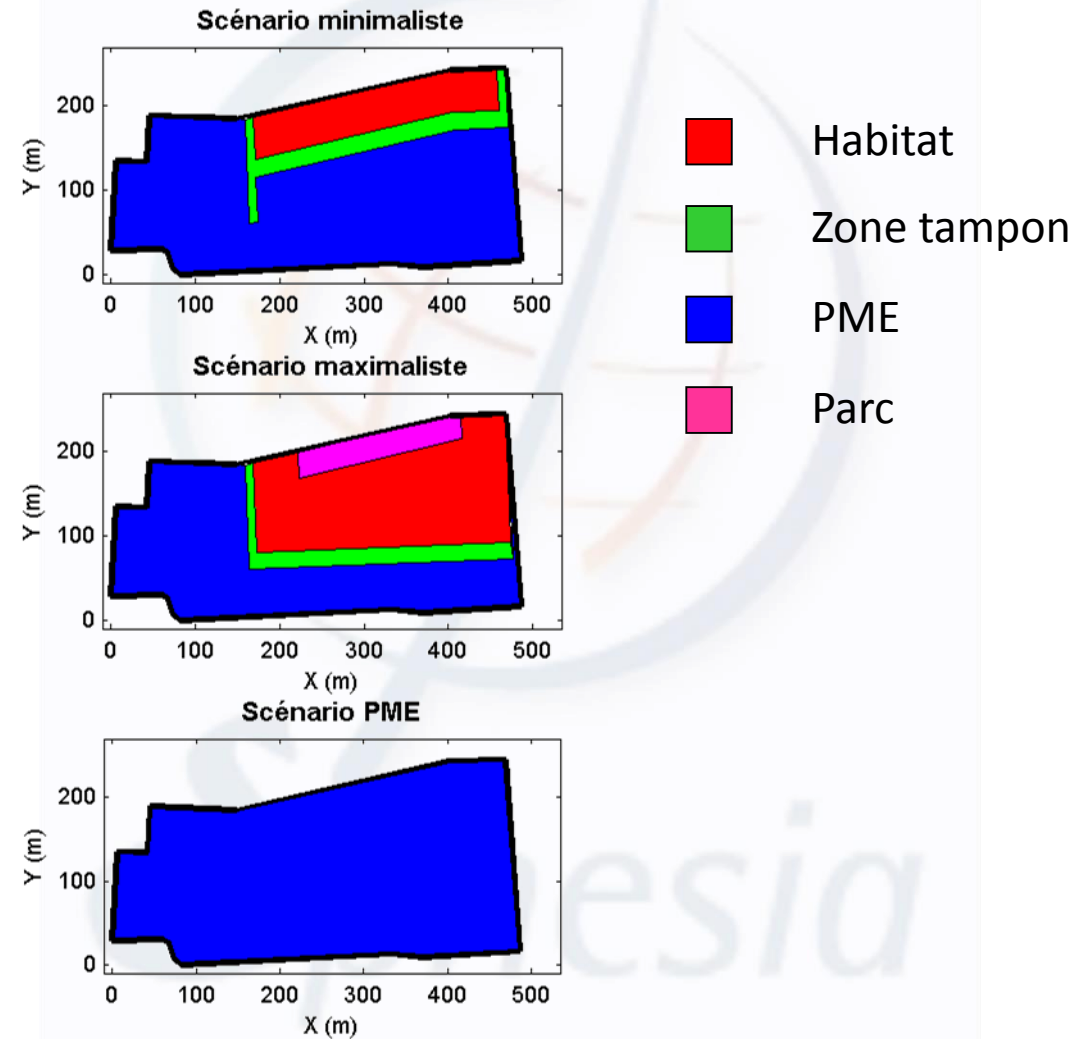 Scénario minimaliste
200
100
0
Y (m)
0 100 200 300 400 500
X (m)
Scénario maximaliste
200
100
0
Y (m)
0 100 200 300 400 500
X (m)
Scénario PME
200
100
0
Y (m)
0 100 200 300 400 500
X (m)
Habitat
Zone tampon
PME
Parc